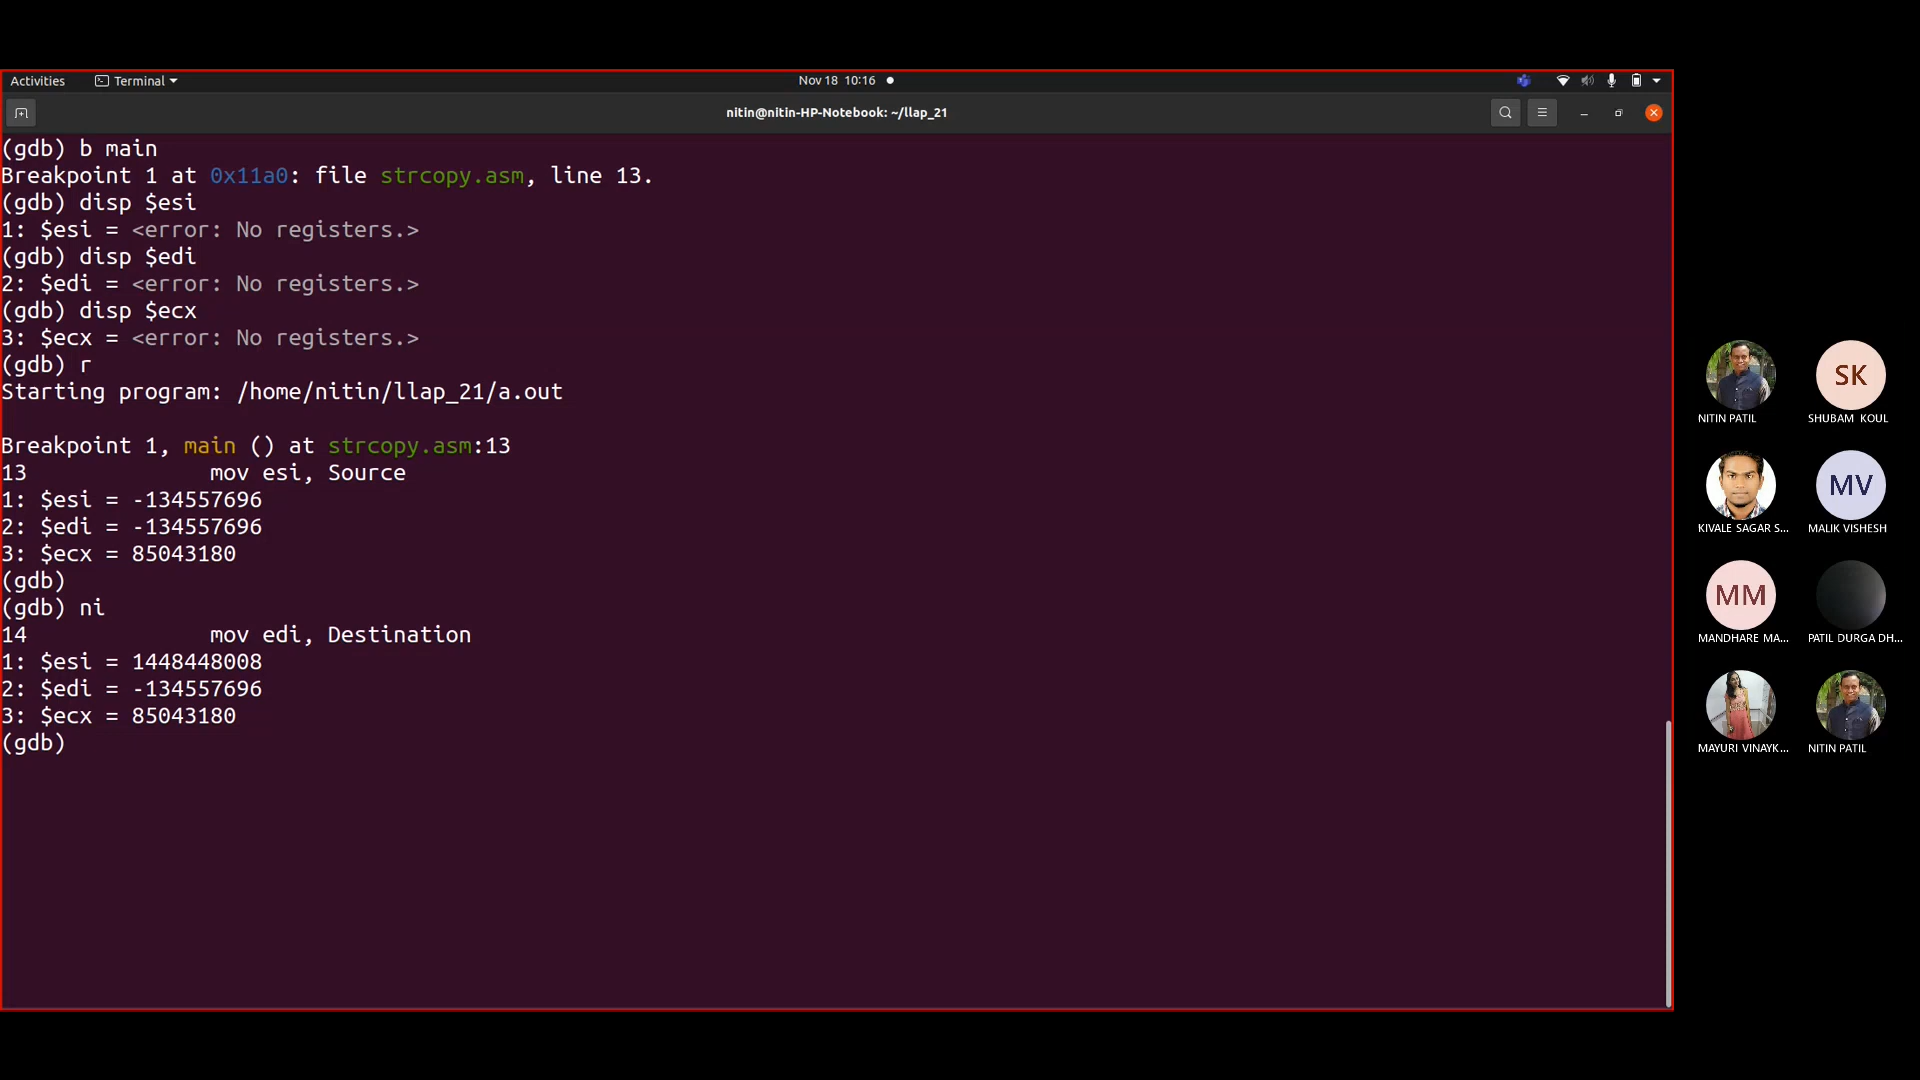 Activities Terminal Nov 18 10:16
nitin@nitin-HP-Notebook: ~/llap_21
(gdb) b main
Breakpoint 1 at 0x11a0: file strcopy.asm, line 13.
(gdb) disp $esi
1: $esi = <error: No registers.>
(gdb) disp $edi
2: $edi = <error: No registers.>
(gdb) disp $ecx
3: $ecx = <error: No registers.>
(gdb) r
Starting program: /home/nitin/llap_21/a.out
Breakpoint 1, main () at strcopy.asm:13
13 mov esi, Source
1: $esi = -134557696
2: $edi = -134557696
3: $ecx = 85043180
(gdb)
(gdb) ni
14 mov edi, Destination
1: $esi = 1448448008
2: $edi = -134557696
3: $ecx = 85043180
(gdb)
SK
NITIN PATIL SHUBAM KOUL
MV
KIVALE SAGAR S... MALIK VISHESH
MM
MANDHARE MA... PATIL DURGA DH...
MAYURI VINAYK... NITIN PATIL